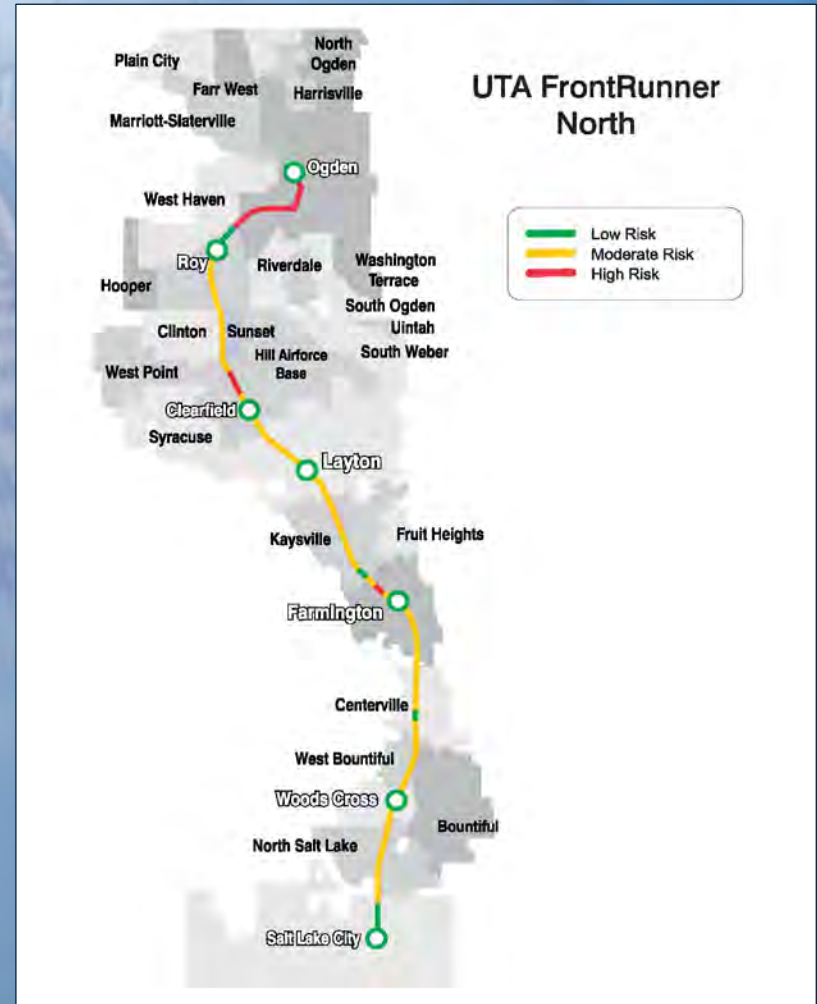 UTA FrontRunner
North
Low Risk
Moderate Risk
High Risk
Plain City
North
Ogden
Farr West
Harrisville
Marriott-Slaterville
Ogden
West Haven
Roy
Riverdale
Washington
Terrace
Hooper
South Ogden
Uintah
Clinton
Sunset
South Weber
Hill Airforce
Base
West Point
Clearfield
Syracuse
Layton
Kaysville
Fruit Heights
Farmington
Centerville
West Bountiful
Woods Cross
Bountiful
North Salt Lake
Salt Lake City